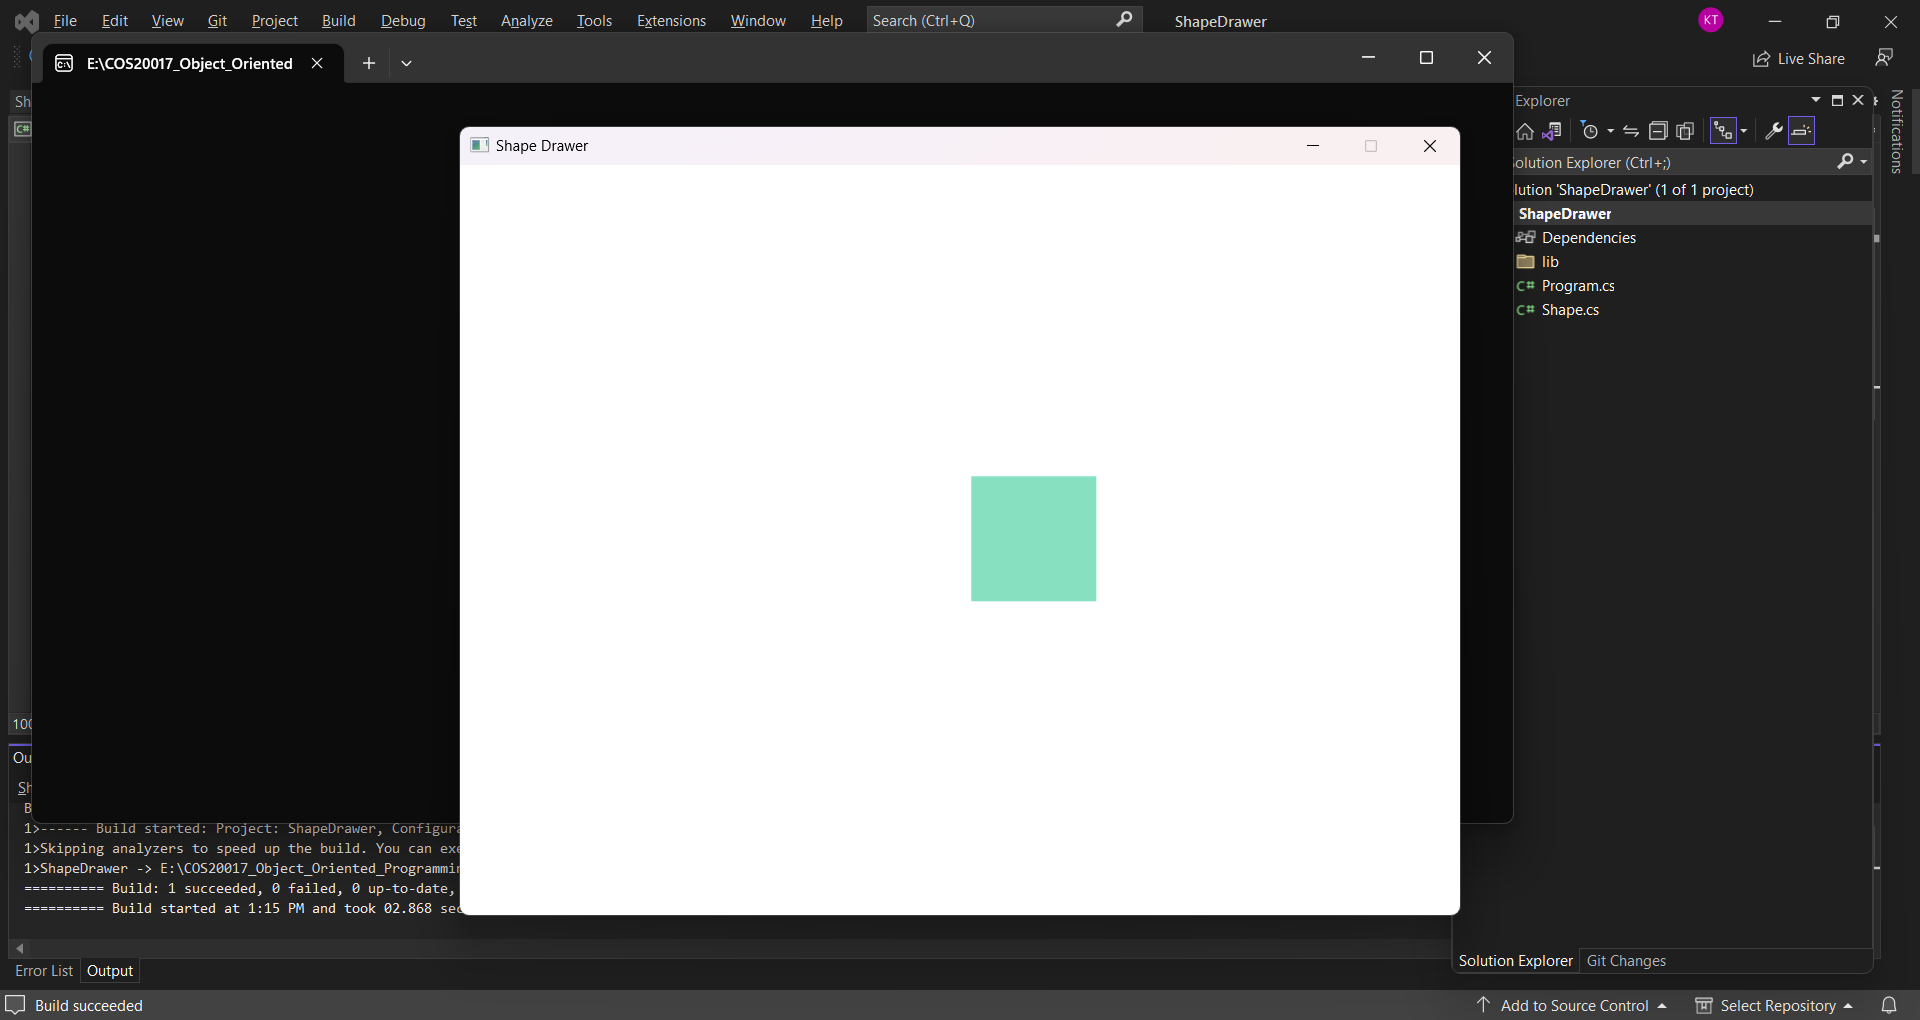 File Edit View Git Project Build Debug Test Analyze Tools Extensions Window Help Search (Ctrl+Q) ShapeDrawer KT
E:\COS20017_Object_Oriented
Live Share
Sh
Explorer
Notifications
C#
Shape Drawer
olution Explorer (Ctrl+;)
lution 'ShapeDrawer' (1 of 1 project)
ShapeDrawer
Dependencies
lib
C# Program.cs
C# Shape.cs
100
Ou
Sh
B
1>------ Build started: Project: ShapeDrawer, Configura
1>Skipping analyzers to speed up the build. You can exe
1>ShapeDrawer -> E:\COS20017_Object_Oriented_Programmin
========== Build: 1 succeeded, 0 failed, 0 up-to-date,
========== Build started at 1:15 PM and took 02.868 sec
Solution Explorer Git Changes
Error List Output
Build succeeded Add to Source Control Select Repository